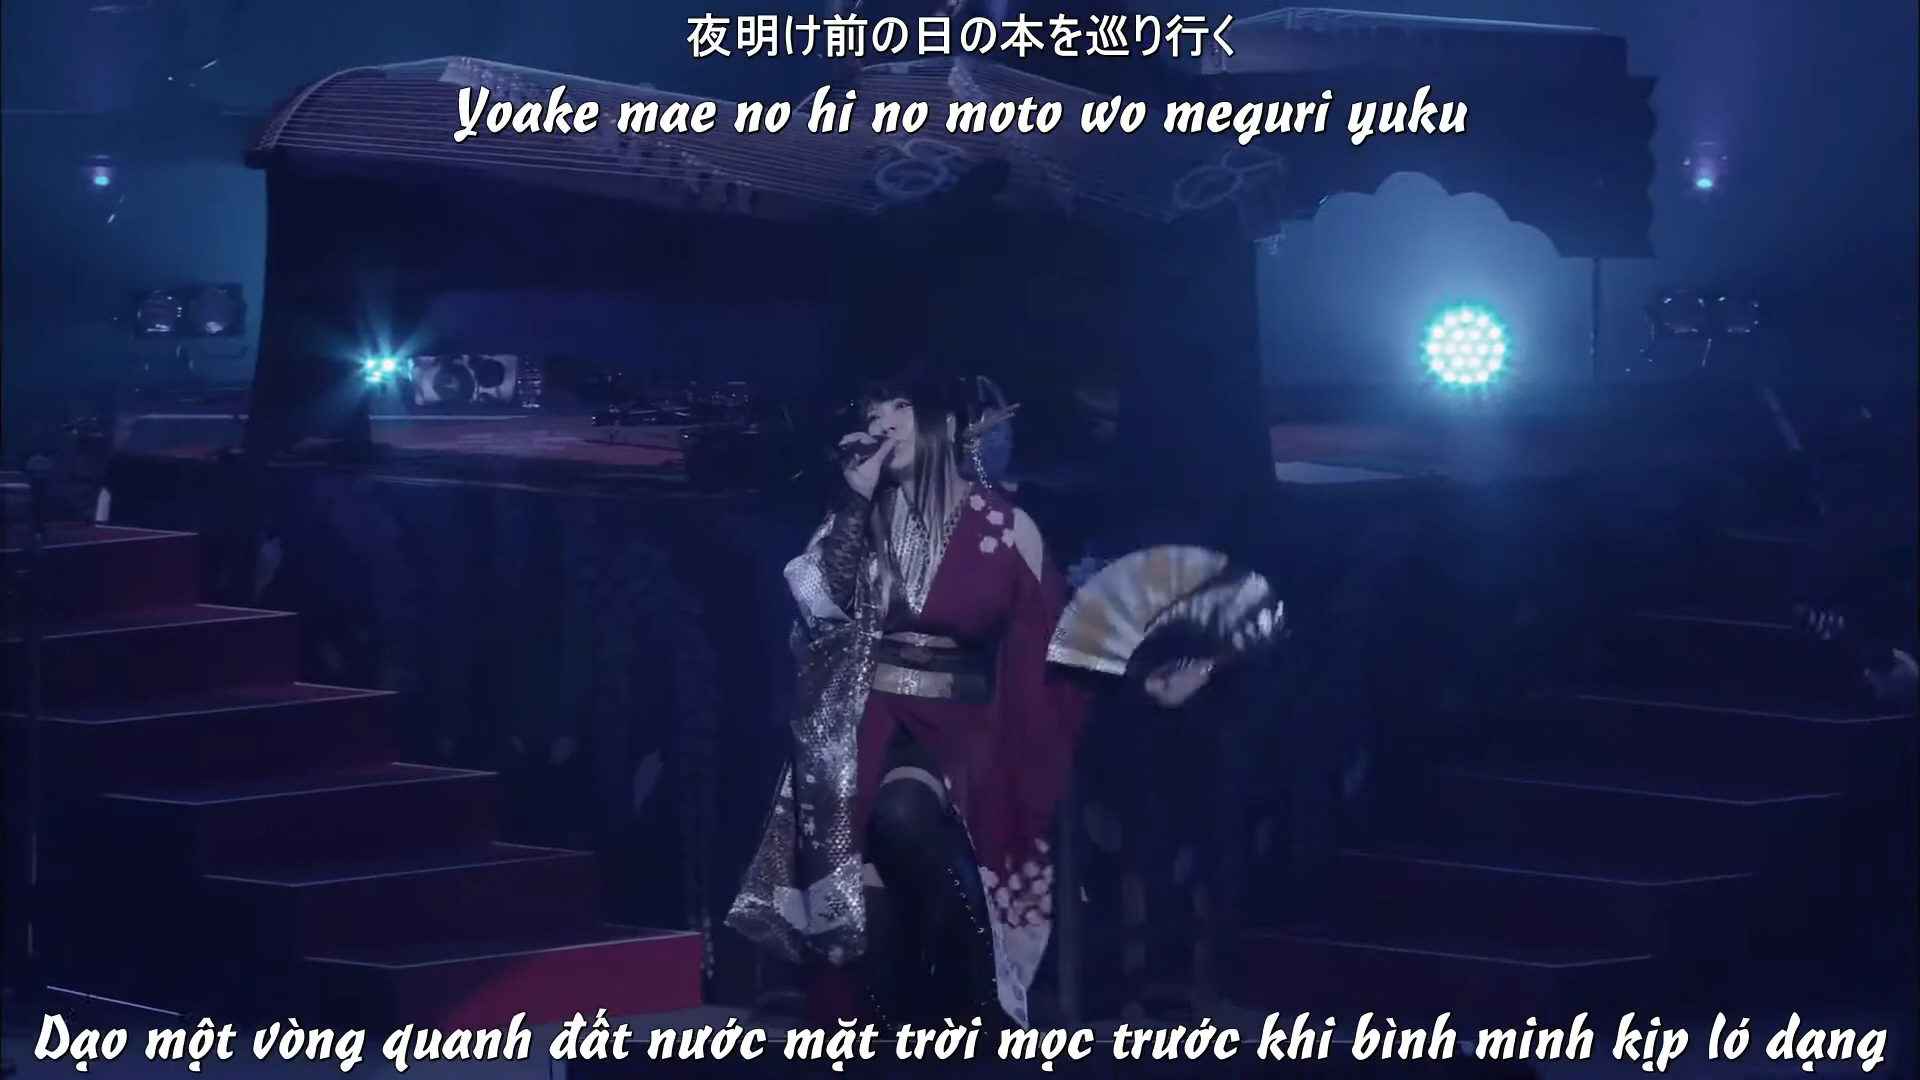 夜明け前の日の本を巡り行く
Yoake mae no hi no moto wo meguri yuku
Dạo một vòng quanh đất nước mặt trời mọc trước khi bình minh kịp ló dạng